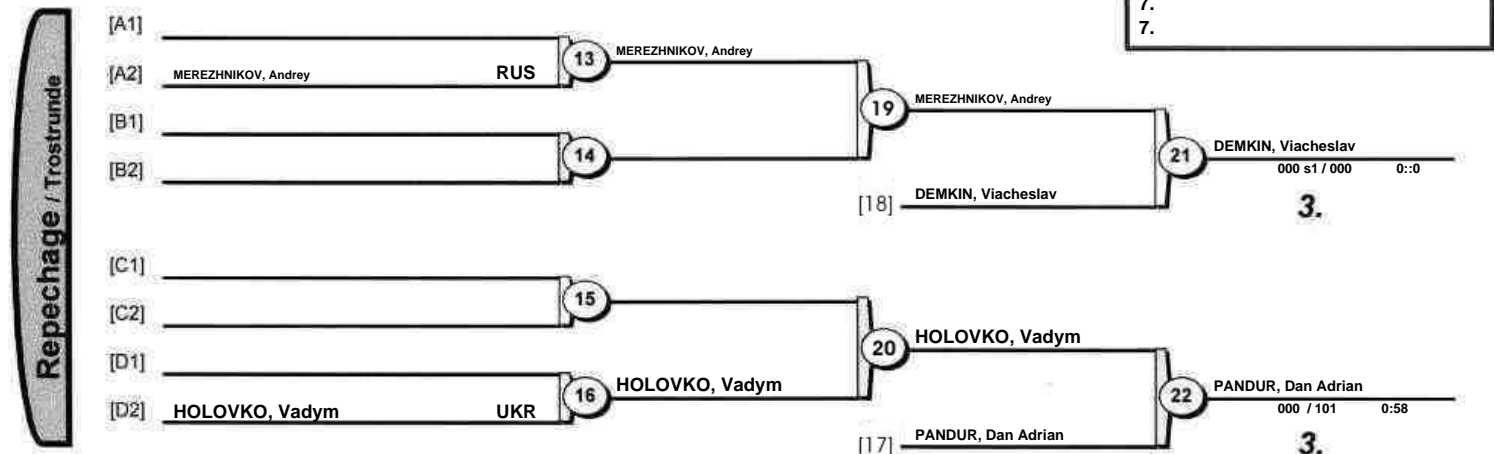 7.
7.
Repechage / Trostrunde
[A1]
[A2] MEREZHNIKOV, Andrey RUS
13 MEREZHNIKOV, Andrey
[B1]
[B2]
14
19 MEREZHNIKOV, Andrey
[18] DEMKIN, Viacheslav
21 DEMKIN, Viacheslav
000 s1 / 000 0::0
3.
[C1]
[C2]
15
[D1]
[D2] HOLOVKO, Vadym UKR
16 HOLOVKO, Vadym
20 HOLOVKO, Vadym
[17] PANDUR, Dan Adrian
22 PANDUR, Dan Adrian
000 / 101 0:58
3.